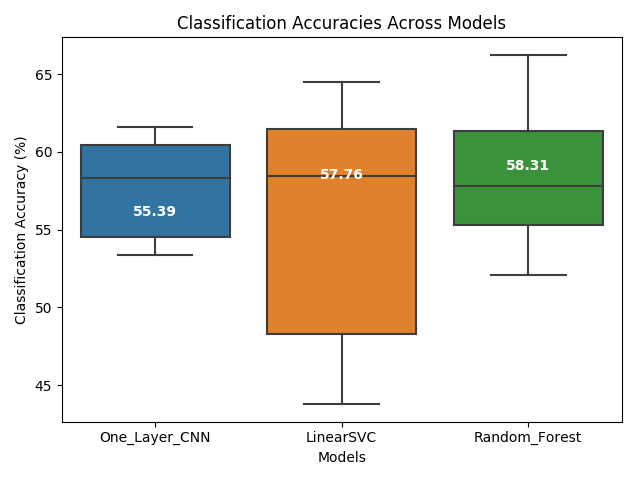 Classification Accuracies Across Models
Classification Accuracy (%)
65
60
55
50
45
55.39
57.76
58.31
One_Layer_CNN
LinearSVC
Random_Forest
Models